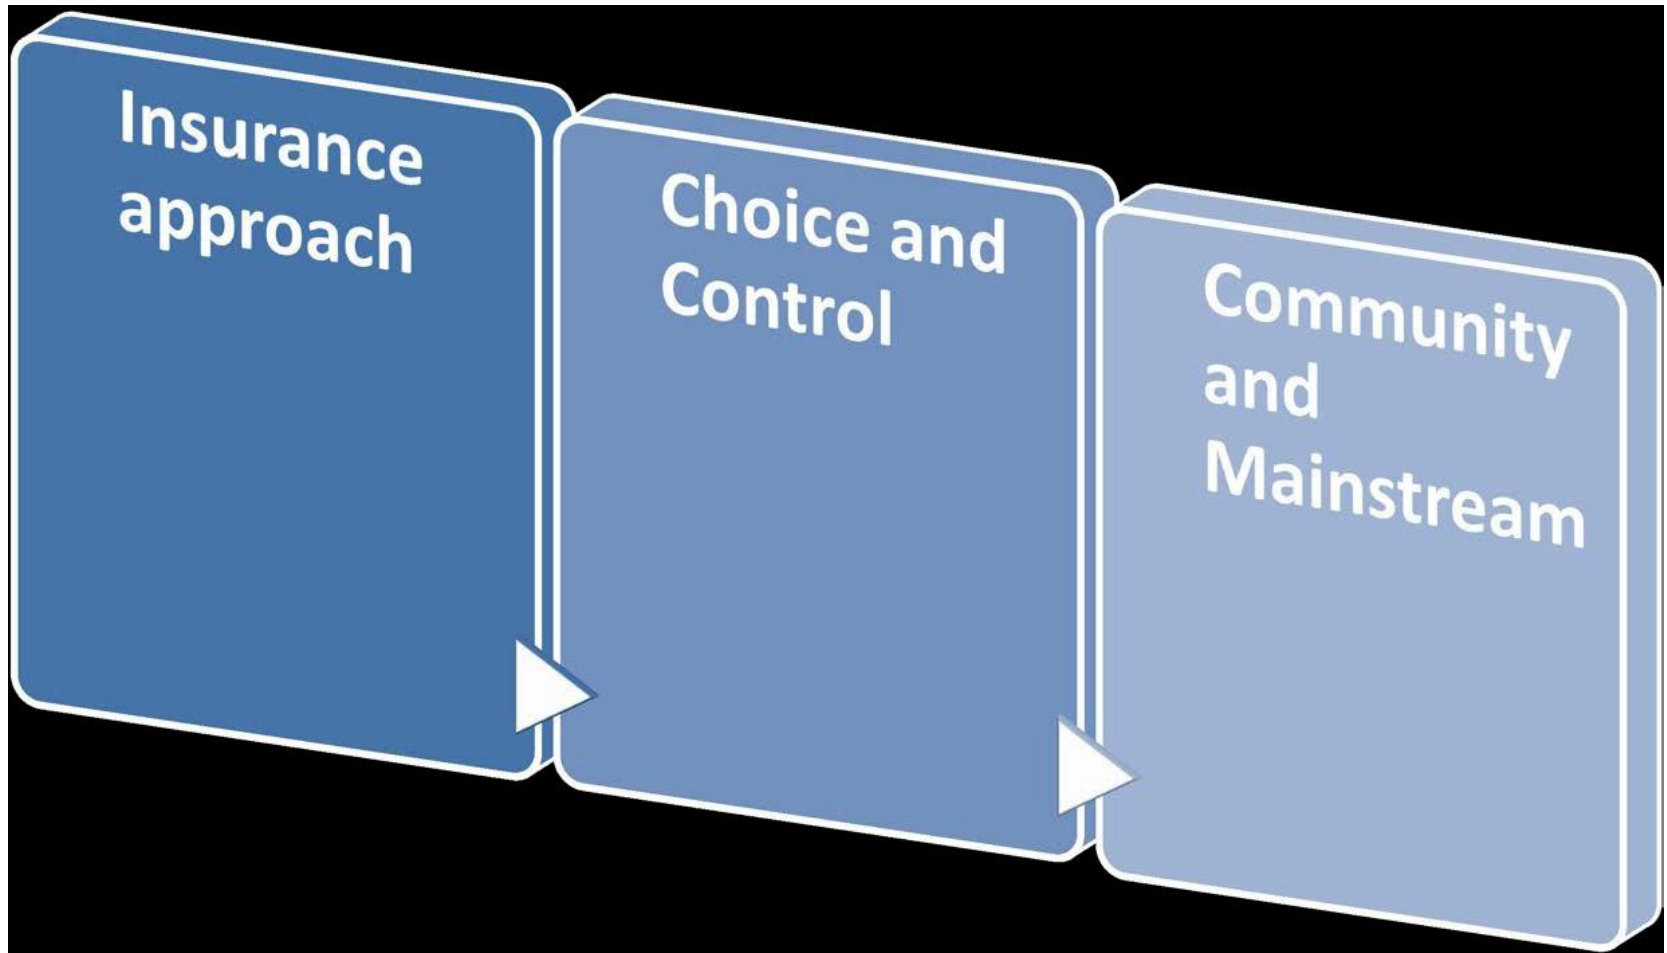 Insurance
approach
Choice and
Control
Community
and
Mainstream